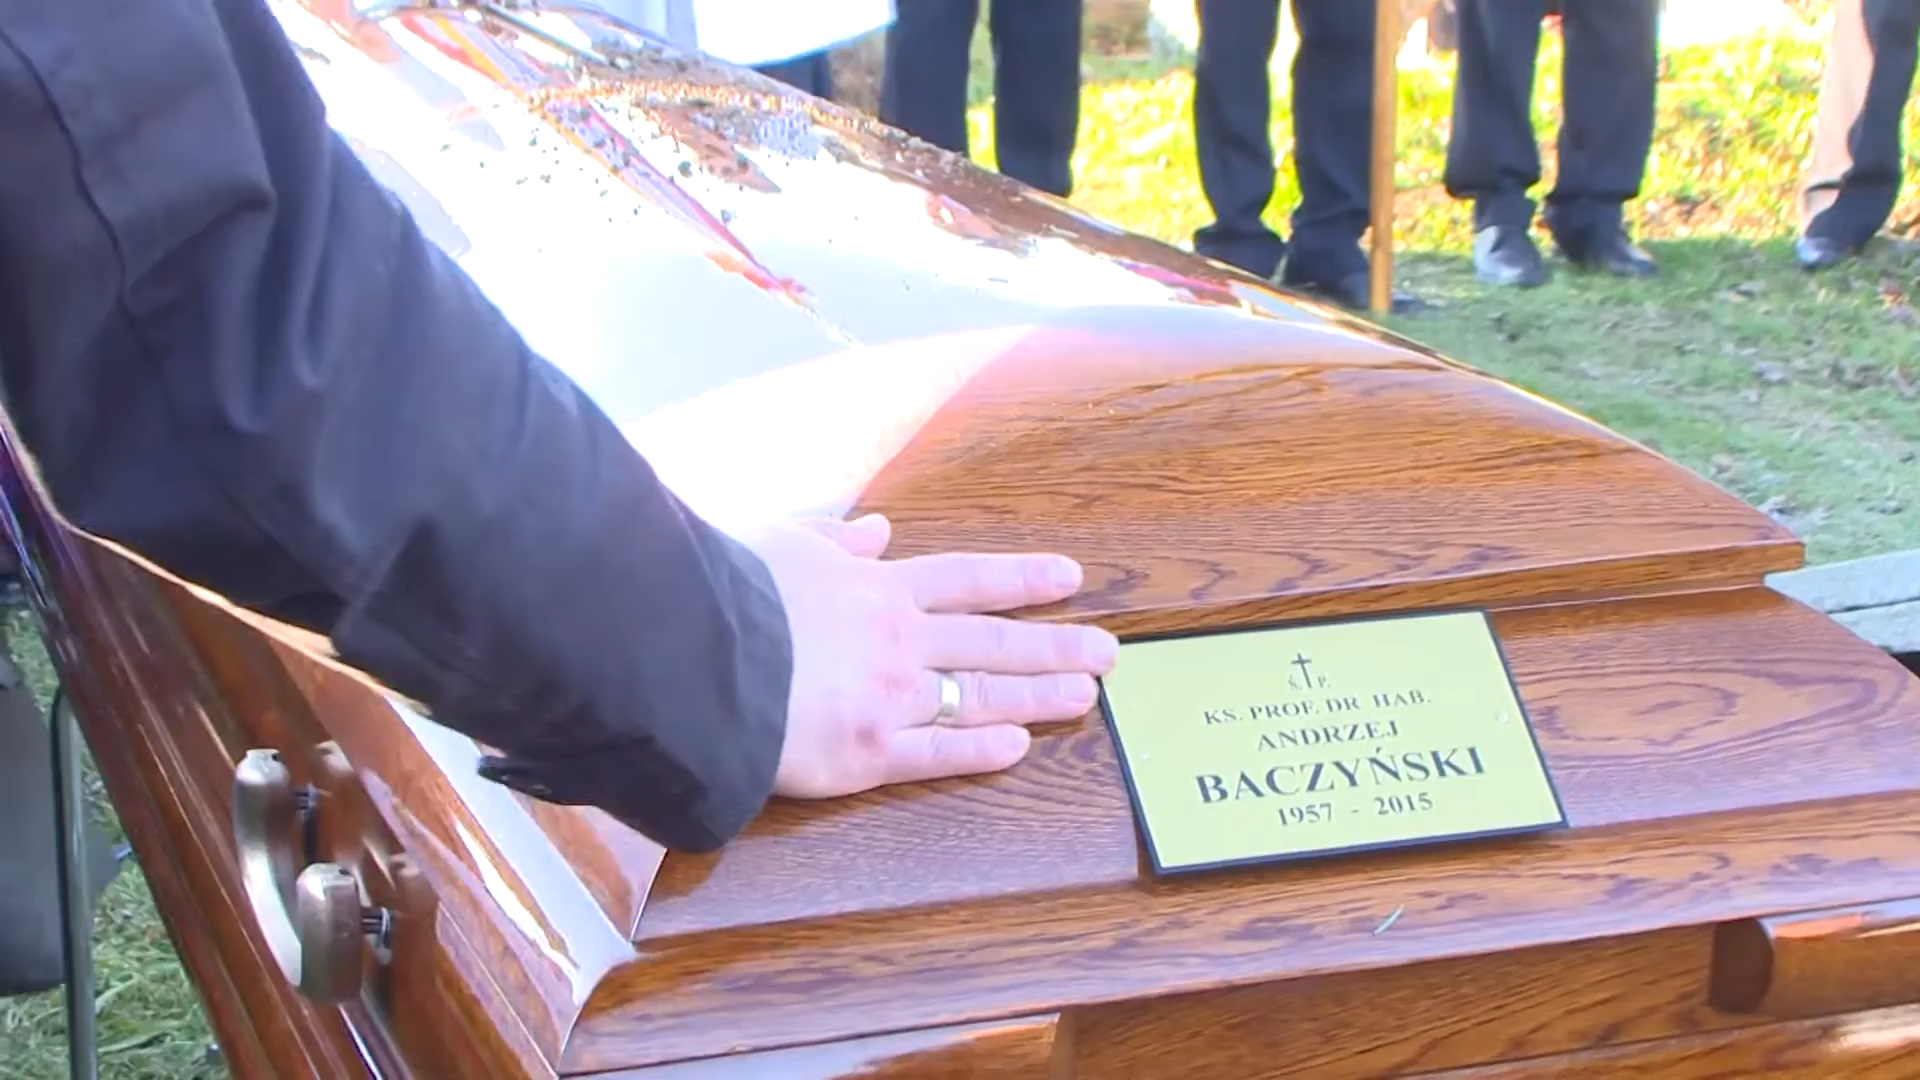 Ś. P.
KS. PROF. DR HAB.
ANDRZEJ
BACZYŃSKI
1957 - 2015